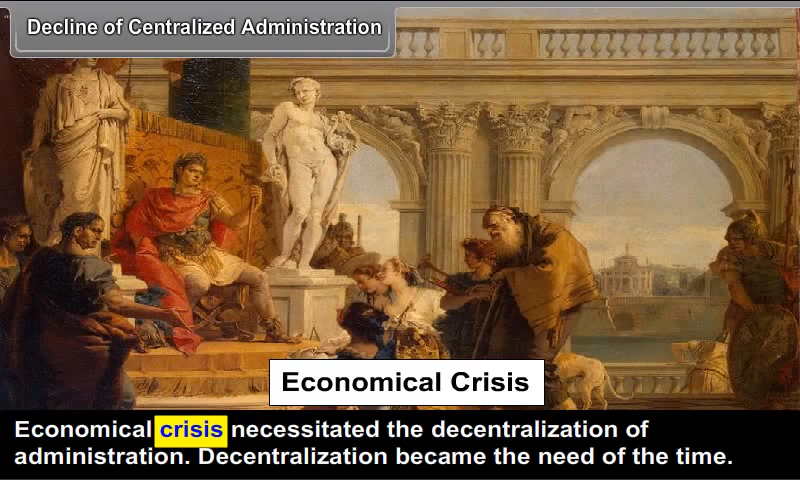 Decline of Centralized Administration
Economical Crisis
Economical crisis necessitated the decentralization of
administration. Decentralization became the need of the time.